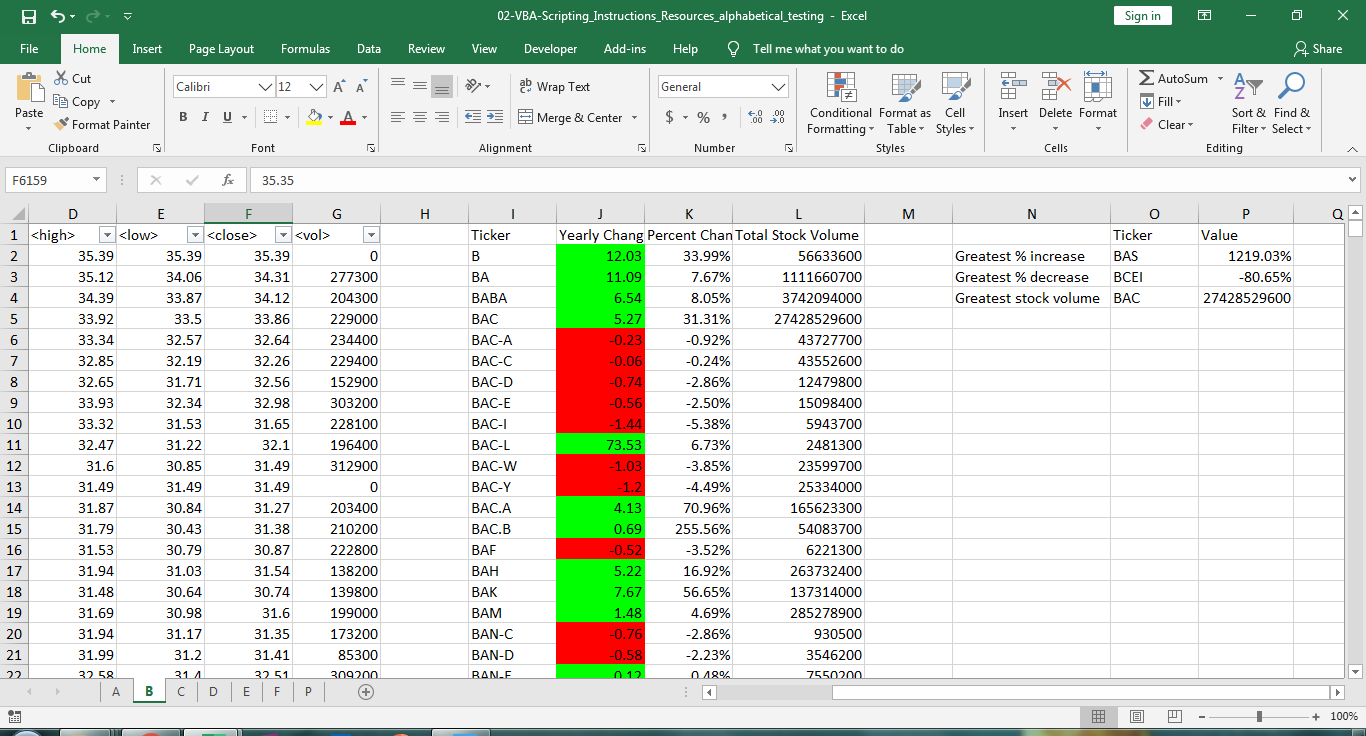 02-VBA-Scripting_Instructions_Resources_alphabetical_testing - Excel
Sign in
File Home Insert Page Layout Formulas Data Review View Developer Add-ins Help Tell me what you want to do Share
Paste
Cut
Copy
Format Painter
Clipboard
Calibri 12
B I U
Font
Wrap Text
Merge & Center
Alignment
General
$ % ,
Number
Conditional Formatting
Format as Table
Cell Styles
Styles
Insert Delete Format
Cells
AutoSum
Fill
Clear
Sort & Filter
Find & Select
Editing
F6159 fx 35.35
D E F G H I J K L M N O P Q
1 <high> <low> <close> <vol> Ticker Yearly Chang Percent Chan Total Stock Volume Ticker Value
2 35.39 35.39 35.39 0 B 12.03 33.99% 56633600 Greatest % increase BAS 1219.03%
3 35.12 34.06 34.31 277300 BA 11.09 7.67% 1111660700 Greatest % decrease BCEI -80.65%
4 34.39 33.87 34.12 204300 BABA 6.54 8.05% 3742094000 Greatest stock volume BAC 27428529600
5 33.92 33.5 33.86 229000 BAC 5.27 31.31% 27428529600
6 33.34 32.57 32.64 234400 BAC-A -0.23 -0.92% 43727700
7 32.85 32.19 32.26 229400 BAC-C -0.06 -0.24% 43552600
8 32.65 31.71 32.56 152900 BAC-D -0.74 -2.86% 12479800
9 33.93 32.34 32.98 303200 BAC-E -0.56 -2.50% 15098400
10 33.32 31.53 31.65 228100 BAC-I -1.44 -5.38% 5943700
11 32.47 31.22 32.1 196400 BAC-L 73.53 6.73% 2481300
12 31.6 30.85 31.49 312900 BAC-W -1.03 -3.85% 23599700
13 31.49 31.49 31.49 0 BAC-Y -1.2 -4.49% 25334000
14 31.87 30.84 31.27 203400 BAC.A 4.13 70.96% 165623300
15 31.79 30.43 31.38 210200 BAC.B 0.69 255.56% 54083700
16 31.53 30.79 30.87 222800 BAF -0.52 -3.52% 6221300
17 31.94 31.03 31.54 138200 BAH 5.22 16.92% 263732400
18 31.48 30.64 30.74 139800 BAK 7.67 56.65% 137314000
19 31.69 30.98 31.6 199000 BAM 1.48 4.69% 285278900
20 31.94 31.17 31.35 173200 BAN-C -0.76 -2.86% 930500
21 31.99 31.2 31.41 85300 BAN-D -0.58 -2.23% 3546200
22 32.58 31.4 32.51 309200 BAN-E 0.12 0.48% 7550200
A B C D E F P
100%